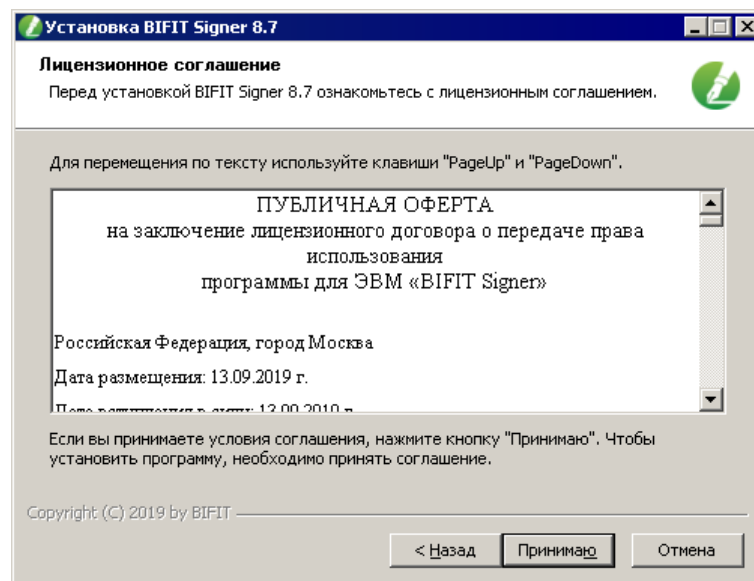 Установка BIFIT Signer 8.7
Лицензионное соглашение
Перед установкой BIFIT Signer 8.7 ознакомьтесь с лицензионным соглашением.
Для перемещения по тексту используйте клавиши "PageUp" и "PageDown".
ПУБЛИЧНАЯ ОФЕРТА
на заключение лицензионного договора о передаче права
использования
программы для ЭВМ «BIFIT Signer»
Российская Федерация, город Москва
Дата размещения: 13.09.2019 г.
Если вы принимаете условия соглашения, нажмите кнопку "Принимаю". Чтобы
установить программу, необходимо принять соглашение.
Copyright (C) 2019 by BIFIT
< Назад
Принимаю
Отмена